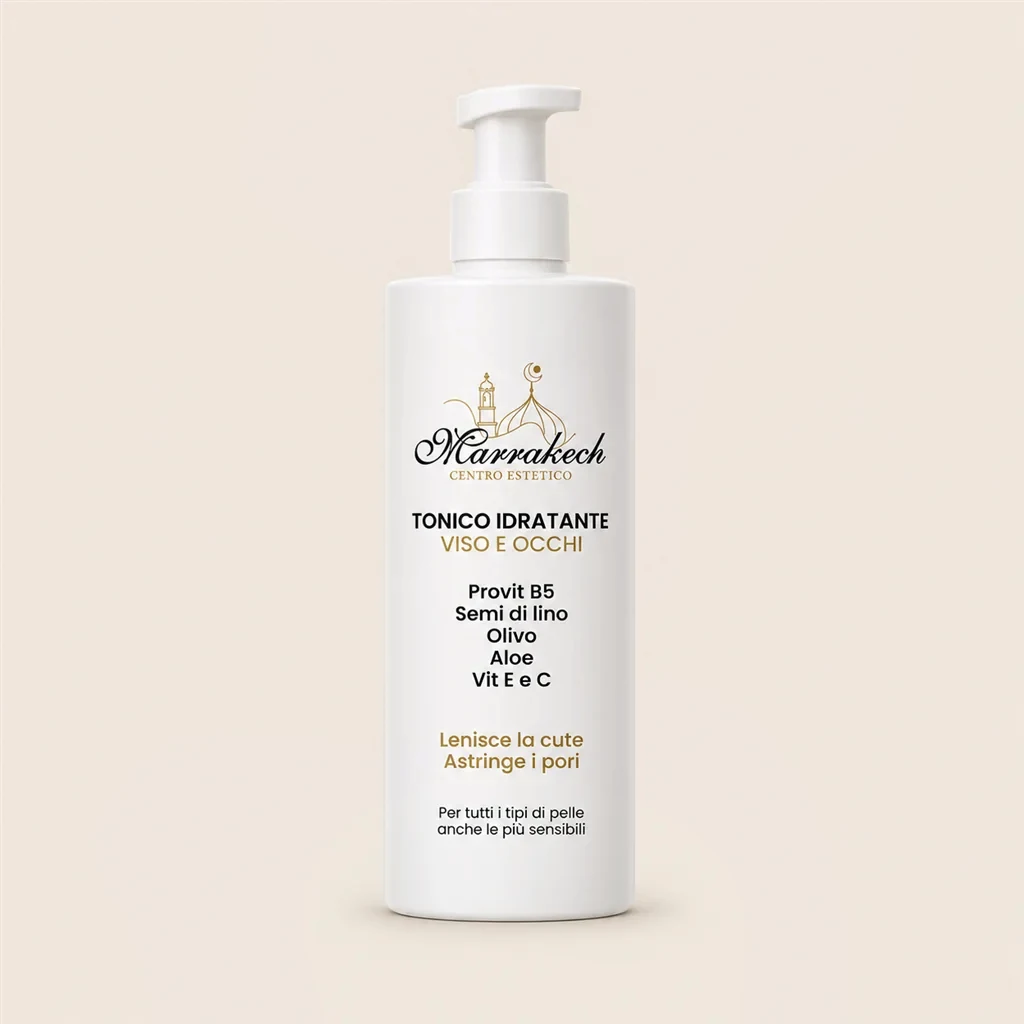 Marrakech
CENTRO ESTETICO
TONICO IDRATANTE
VISO E OCCHI
Provit B5
Semi di lino
Olivo
Aloe
Vit E e C
Lenisce la cute
Astringe i pori
Per tutti i tipi di pelle
anche le più sensibili